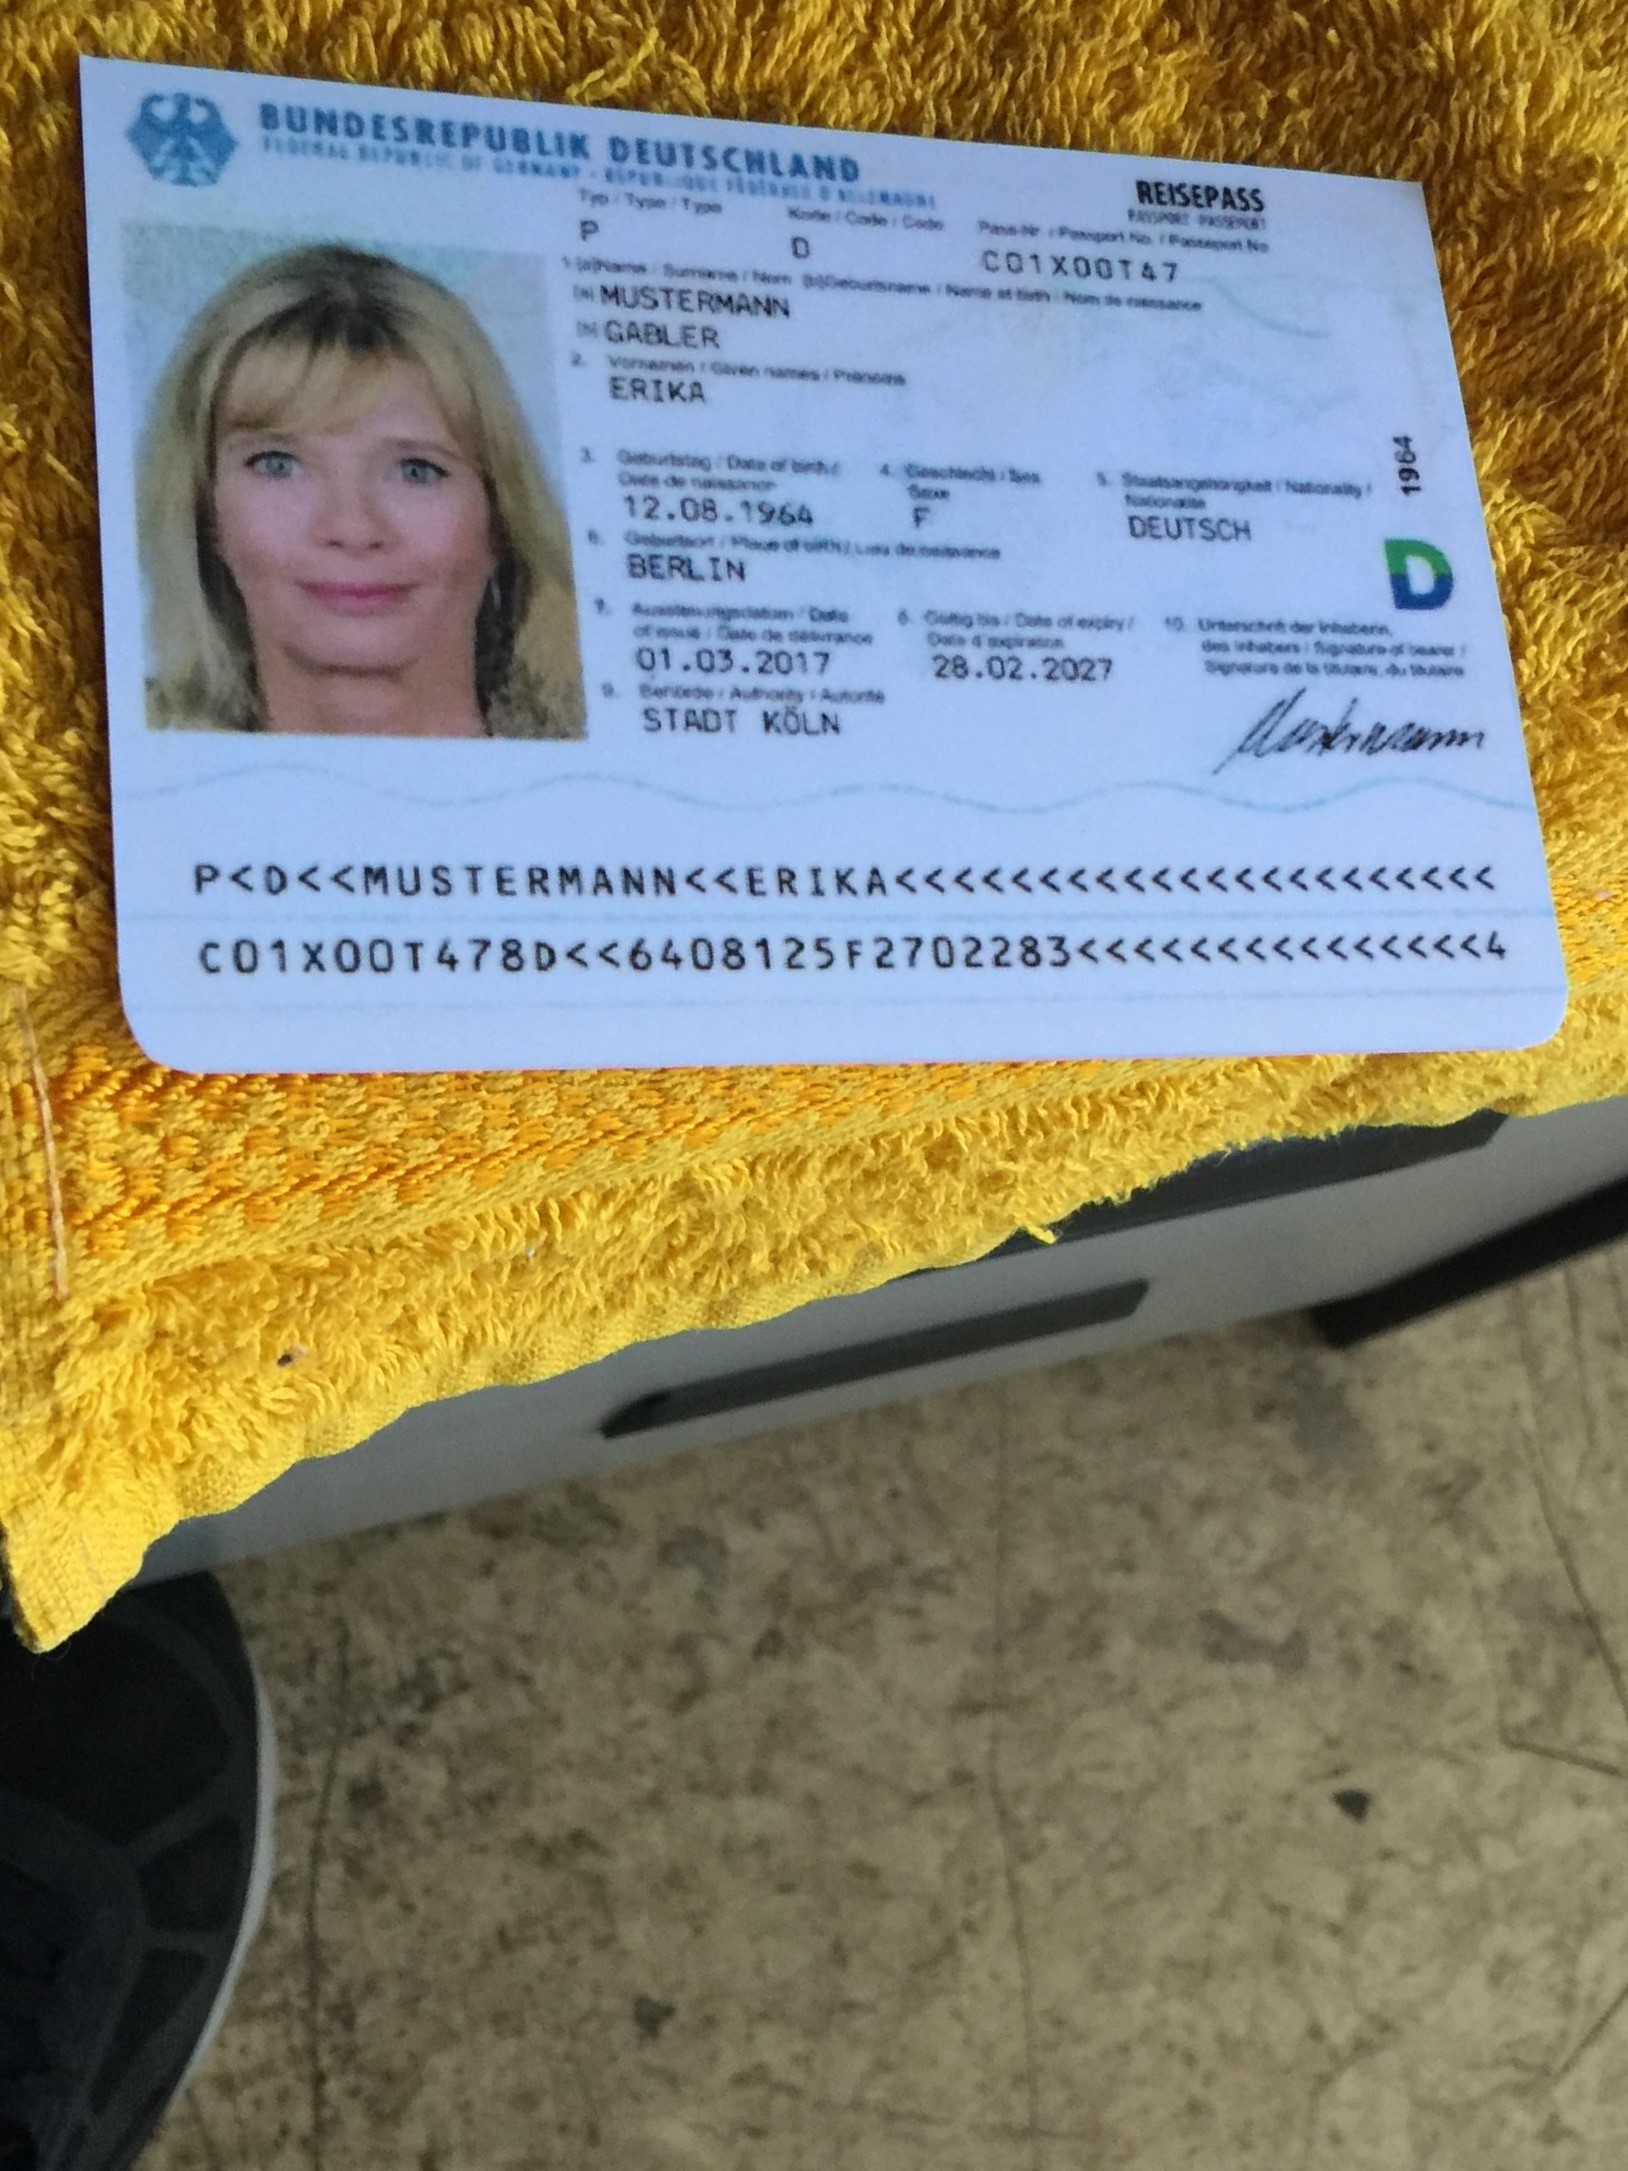 BUNDESREPUBLIK DEUTSCHLAND
FEDERAL REPUBLIC OF GERMANY · RÉPUBLIQUE FÉDÉRALE D'ALLEMAGNE
REISEPASS
PASSPORT PASSEPORT
Typ / Type / Type Kode / Code / Code Pass-Nr. / Passport No. / Passeport No
P D C01X00T47
1. [a]Name / Surname / Nom [b]Geburtsname / Name at birth / Nom de naissance
[a] MUSTERMANN
[b] GABLER
2. Vornamen / Given names / Prénoms
ERIKA
3. Geburtstag / Date of birth / 4. Geschlecht / Sex 5. Staatsangehörigkeit / Nationality /
Date de naissance Sexe Nationalité
12.08.1964 F DEUTSCH
6. Geburtsort / Place of birth / Lieu de naissance
BERLIN
7. Ausstellungsdatum / Date 8. Gültig bis / Date of expiry / 10. Unterschrift der Inhaberin,
of issue / Date de délivrance Date d'expiration des Inhabers / Signature of bearer /
Signature de la titulaire, du titulaire
01.03.2017 28.02.2027
9. Behörde / Authority / Autorité
STADT KÖLN
Mustermann
1964
D
P<D<<MUSTERMANN<<ERIKA<<<<<<<<<<<<<<<<<<<<<<
C01X00T478D<<6408125F2702283<<<<<<<<<<<<<<<4